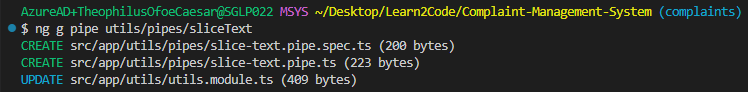 AzureAD+TheophilusOfoeCaesar@SGLP022 MSYS ~/Desktop/Learn2Code/Complaint-Management-System (complaints)
$ ng g pipe utils/pipes/sliceText
CREATE src/app/utils/pipes/slice-text.pipe.spec.ts (200 bytes)
CREATE src/app/utils/pipes/slice-text.pipe.ts (223 bytes)
UPDATE src/app/utils/utils.module.ts (409 bytes)